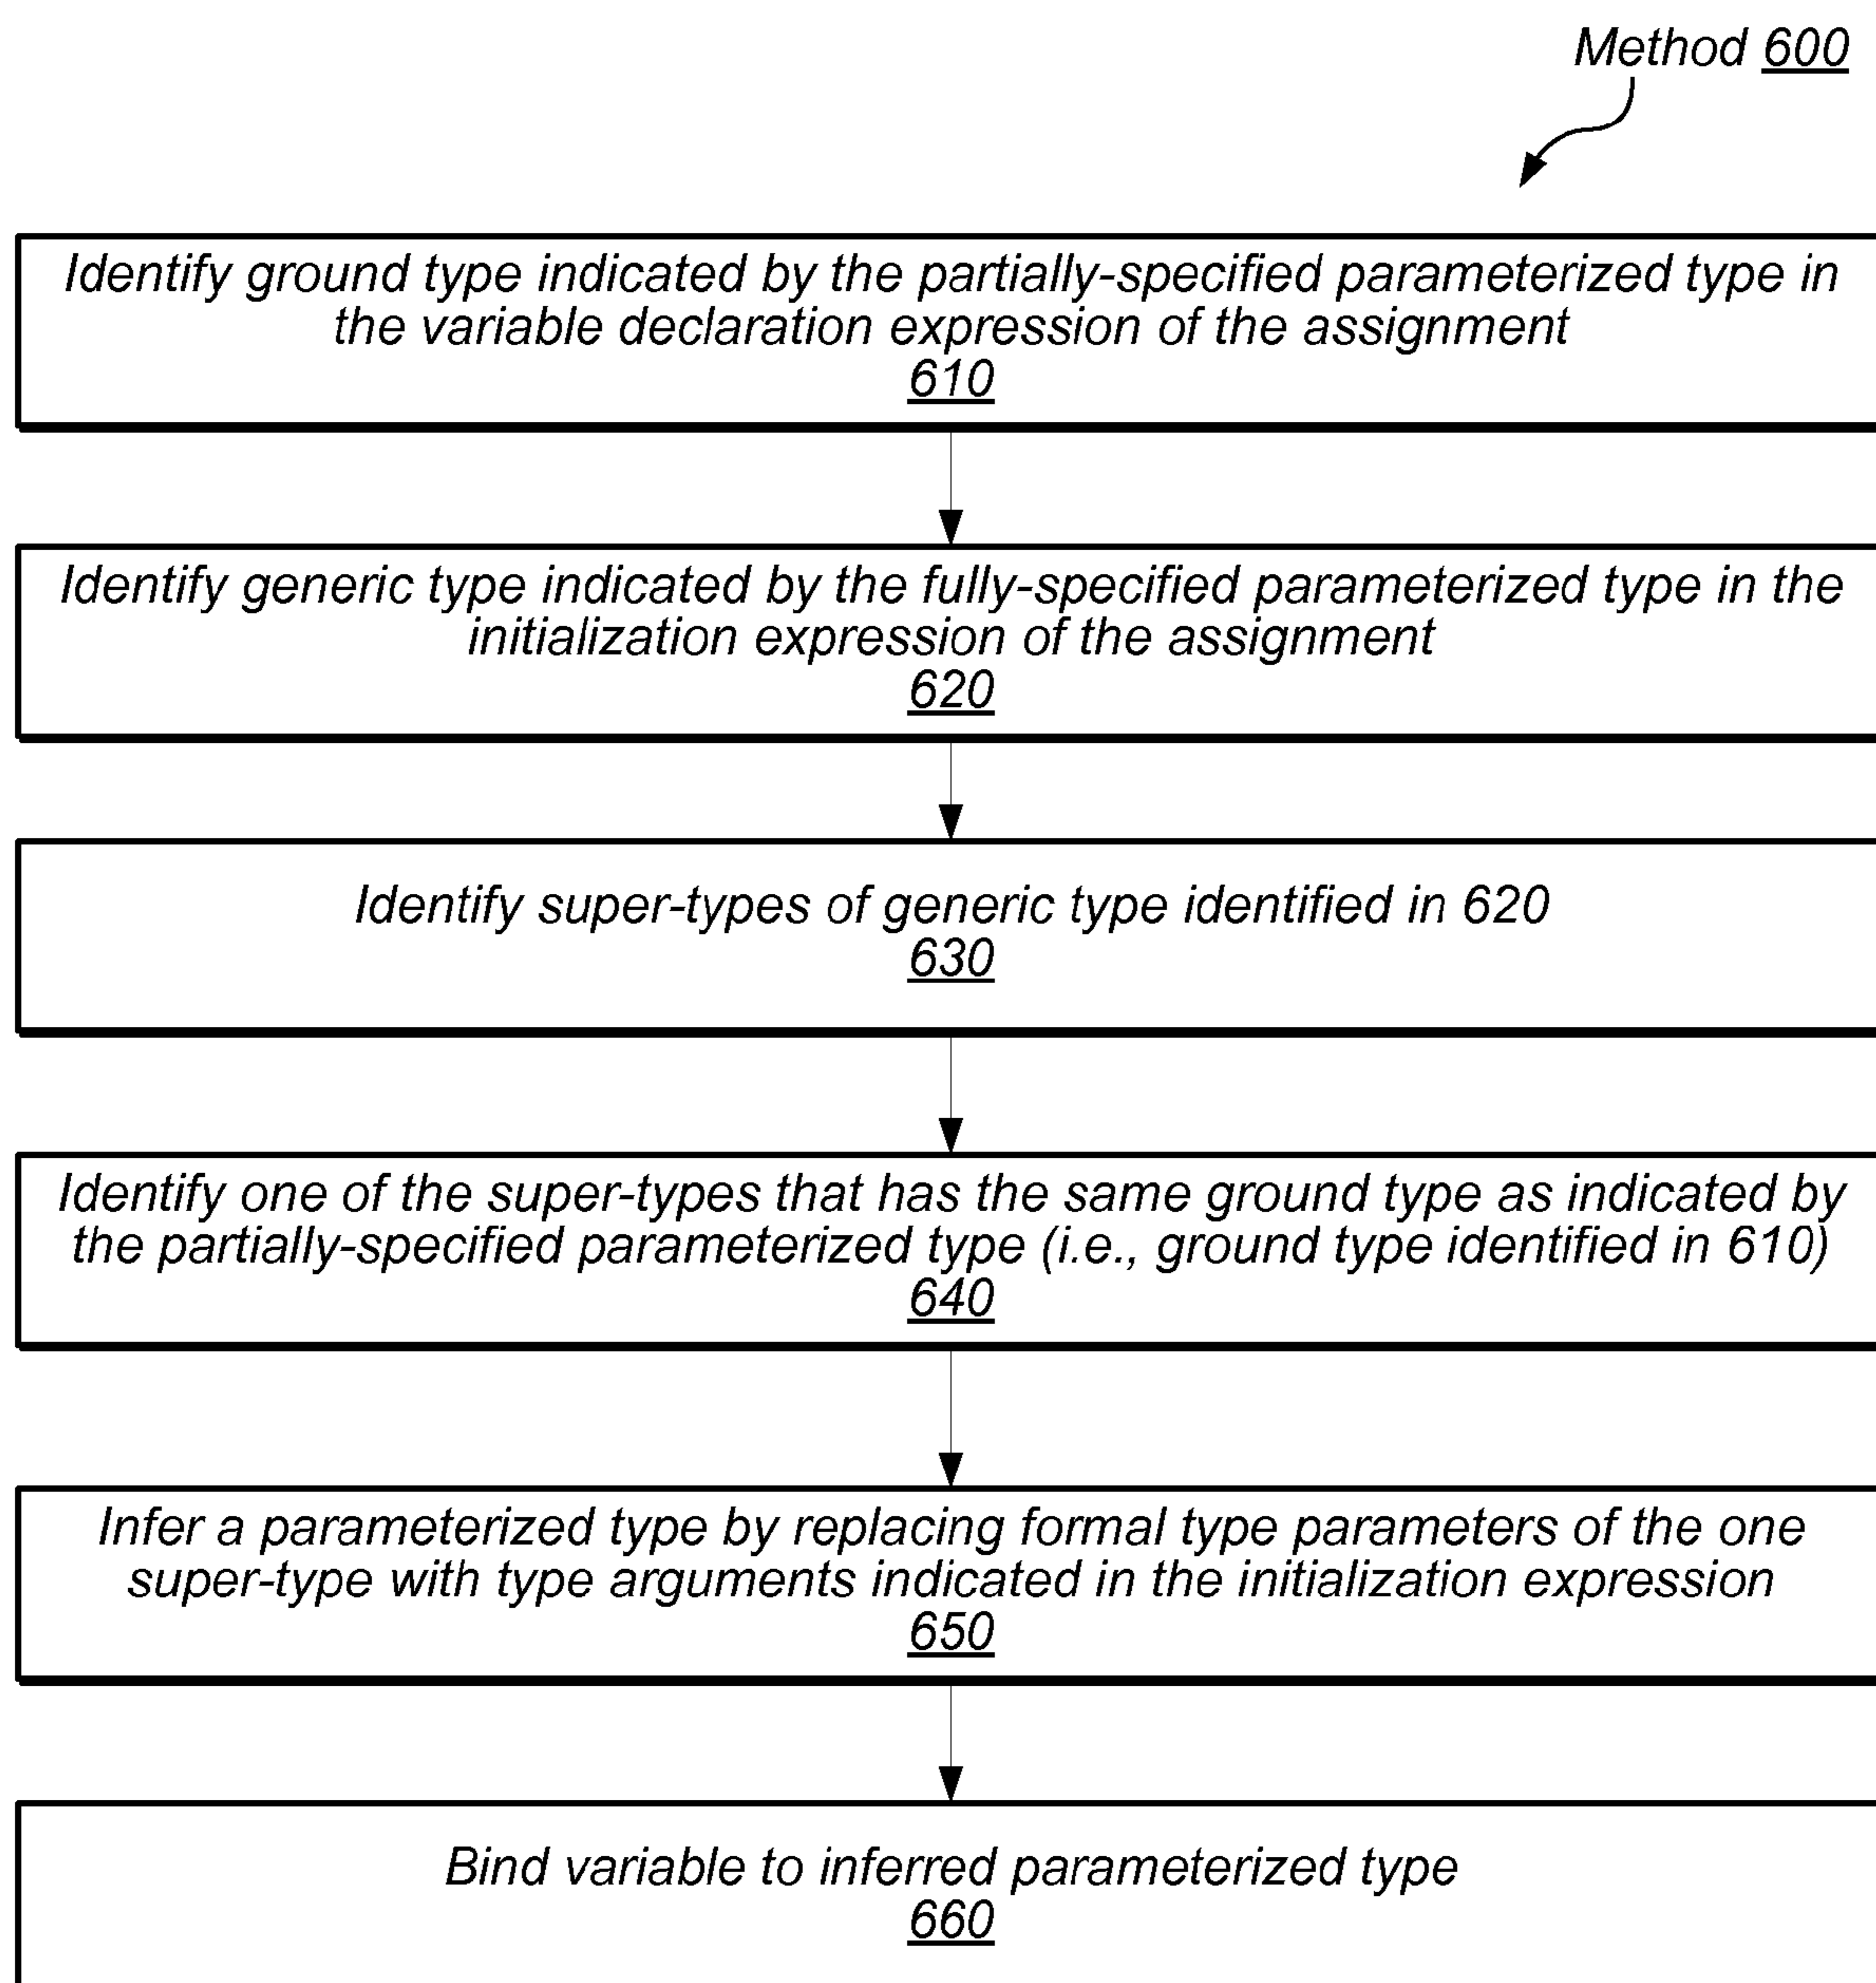 Method 600
Identify ground type indicated by the partially-specified parameterized type in
the variable declaration expression of the assignment
610
Identify generic type indicated by the fully-specified parameterized type in the
initialization expression of the assignment
620
Identify super-types of generic type identified in 620
630
Identify one of the super-types that has the same ground type as indicated by
the partially-specified parameterized type (i.e., ground type identified in 610)
640
Infer a parameterized type by replacing formal type parameters of the one
super-type with type arguments indicated in the initialization expression
650
Bind variable to inferred parameterized type
660